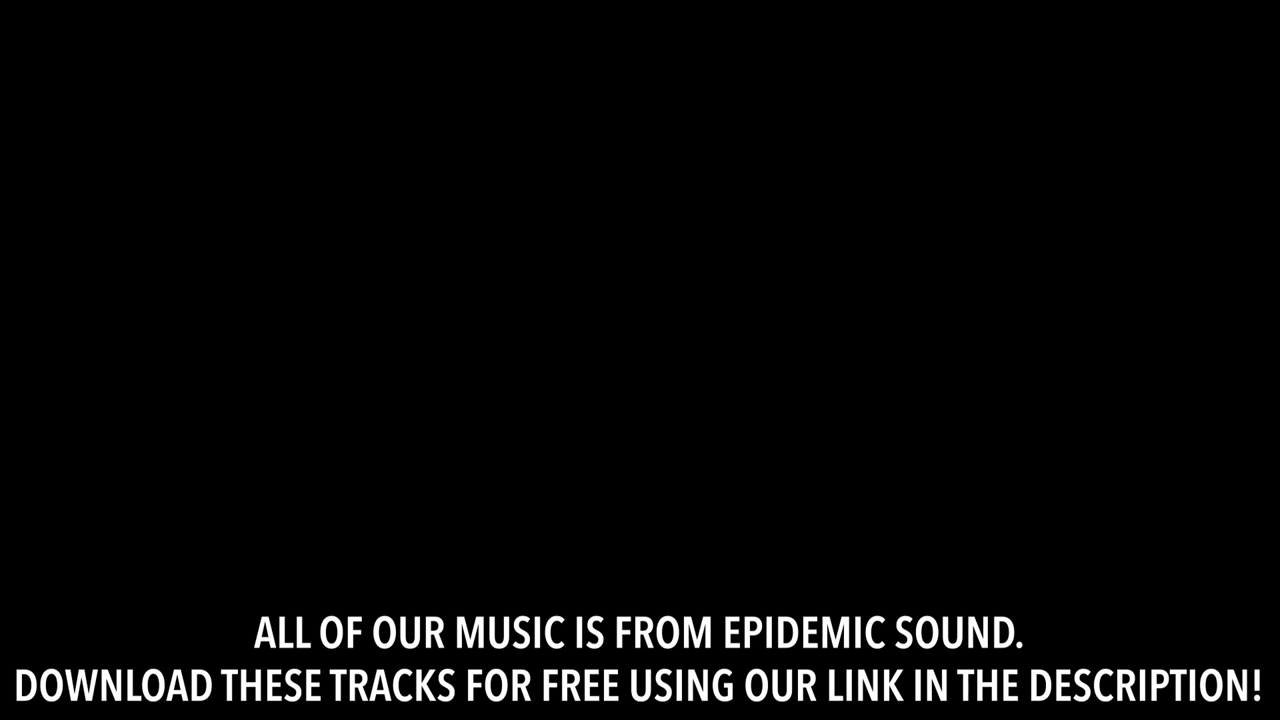 ALL OF OUR MUSIC IS FROM EPIDEMIC SOUND.
DOWNLOAD THESE TRACKS FOR FREE USING OUR LINK IN THE DESCRIPTION!